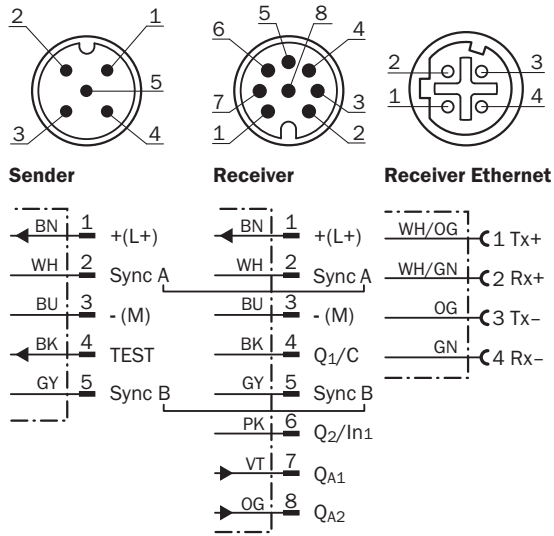 2 1
5
3 4
5 8
6 4
7 3
1 2
2 3
1 4
Sender Receiver Receiver Ethernet
BN 1 +(L+)
WH 2 Sync A
BU 3 - (M)
BK 4 TEST
GY 5 Sync B
BN 1 +(L+)
WH 2 Sync A
BU 3 - (M)
BK 4 Q1/C
GY 5 Sync B
PK 6 Q2/In1
VT 7 QA1
OG 8 QA2
WH/OG 1 Tx+
WH/GN 2 Rx+
OG 3 Tx–
GN 4 Rx–